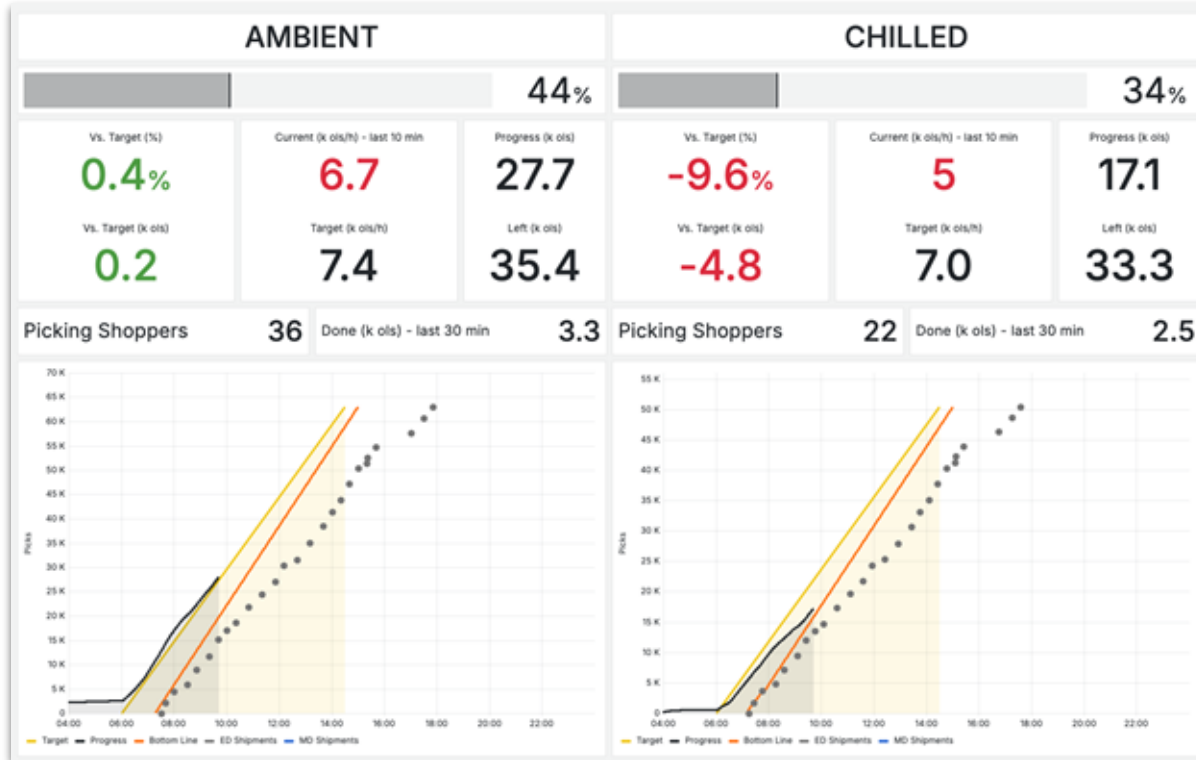 AMBIENT
44%
Vs. Target (%)
0.4%
Current (k ols/h) - last 10 min
6.7
Progress (k ols)
27.7
Vs. Target (k ols)
0.2
Target (k ols/h)
7.4
Left (k ols)
35.4
Picking Shoppers 36
Done (k ols) - last 30 min 3.3
70 K
65 K
60 K
55 K
50 K
45 K
40 K
35 K
30 K
25 K
20 K
15 K
10 K
5 K
0
Picks
04:00 06:00 08:00 10:00 12:00 14:00 16:00 18:00 20:00 22:00
Target Progress Bottom Line ED Shipments MD Shipments
CHILLED
34%
Vs. Target (%)
-9.6%
Current (k ols/h) - last 10 min
5
Progress (k ols)
17.1
Vs. Target (k ols)
-4.8
Target (k ols/h)
7.0
Left (k ols)
33.3
Picking Shoppers 22
Done (k ols) - last 30 min 2.5
55 K
50 K
45 K
40 K
35 K
30 K
25 K
20 K
15 K
10 K
5 K
0
Picks
04:00 06:00 08:00 10:00 12:00 14:00 16:00 18:00 20:00 22:00
Target Progress Bottom Line ED Shipments MD Shipments